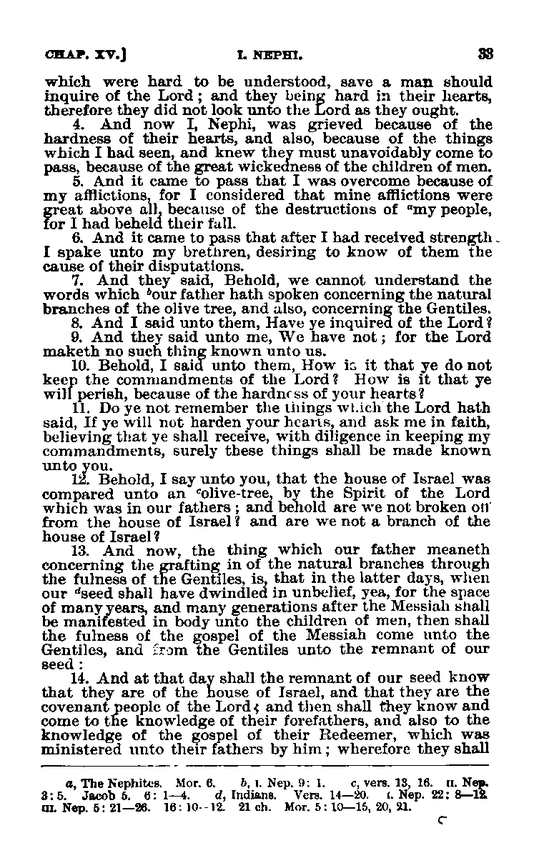 CHAP. XV.] I. NEPHI. 33
which were hard to be understood, save a man should
inquire of the Lord; and they being hard in their hearts,
therefore they did not look unto the Lord as they ought.
4. And now I, Nephi, was grieved because of the
hardness of their hearts, and also, because of the things
which I had seen, and knew they must unavoidably come to
pass, because of the great wickedness of the children of men.
5. And it came to pass that I was overcome because of
my afflictions, for I considered that mine afflictions were
great above all, because of the destructions of ᵃmy people,
for I had beheld their fall.
6. And it came to pass that after I had received strength
I spake unto my brethren, desiring to know of them the
cause of their disputations.
7. And they said, Behold, we cannot understand the
words which ᵇour father hath spoken concerning the natural
branches of the olive tree, and also, concerning the Gentiles.
8. And I said unto them, Have ye inquired of the Lord?
9. And they said unto me, We have not; for the Lord
maketh no such thing known unto us.
10. Behold, I said unto them, How is it that ye do not
keep the commandments of the Lord? How is it that ye
will perish, because of the hardness of your hearts?
11. Do ye not remember the things which the Lord hath
said, If ye will not harden your hearts, and ask me in faith,
believing that ye shall receive, with diligence in keeping my
commandments, surely these things shall be made known
unto you.
12. Behold, I say unto you, that the house of Israel was
compared unto an ᶜolive-tree, by the Spirit of the Lord
which was in our fathers; and behold are we not broken off
from the house of Israel? and are we not a branch of the
house of Israel?
13. And now, the thing which our father meaneth
concerning the grafting in of the natural branches through
the fulness of the Gentiles, is, that in the latter days, when
our ᵈseed shall have dwindled in unbelief, yea, for the space
of many years, and many generations after the Messiah shall
be manifested in body unto the children of men, then shall
the fulness of the gospel of the Messiah come unto the
Gentiles, and from the Gentiles unto the remnant of our
seed:
14. And at that day shall the remnant of our seed know
that they are of the house of Israel, and that they are the
covenant people of the Lord; and then shall they know and
come to the knowledge of their forefathers, and also to the
knowledge of the gospel of their Redeemer, which was
ministered unto their fathers by him; wherefore they shall
a, The Nephites. Mor. 6. b, I. Nep. 9: 1. c, vers. 13, 16. II. Nep.
3: 5. Jacob 5. 6: 1—4. d, Indians. Vers. 14—20. I. Nep. 22: 8—12.
III. Nep. 5: 21—26. 16: 10--12. 21 ch. Mor. 5: 10—15, 20, 21.
C